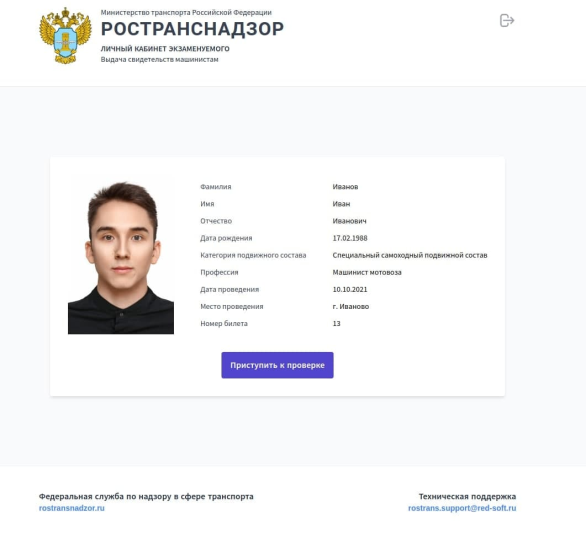 Министерство транспорта Российской Федерации
РОСТРАНСНАДЗОР
ЛИЧНЫЙ КАБИНЕТ ЭКЗАМЕНУЕМОГО
Выдача свидетельств машинистам
Фамилия Иванов
Имя Иван
Отчество Иванович
Дата рождения 17.02.1988
Категория подвижного состава Специальный самоходный подвижной состав
Профессия Машинист мотовоза
Дата проведения 10.10.2021
Место проведения г. Иваново
Номер билета 13
Приступить к проверке
Федеральная служба по надзору в сфере транспорта Техническая поддержка
rostransnadzor.ru rostrans.support@red-soft.ru